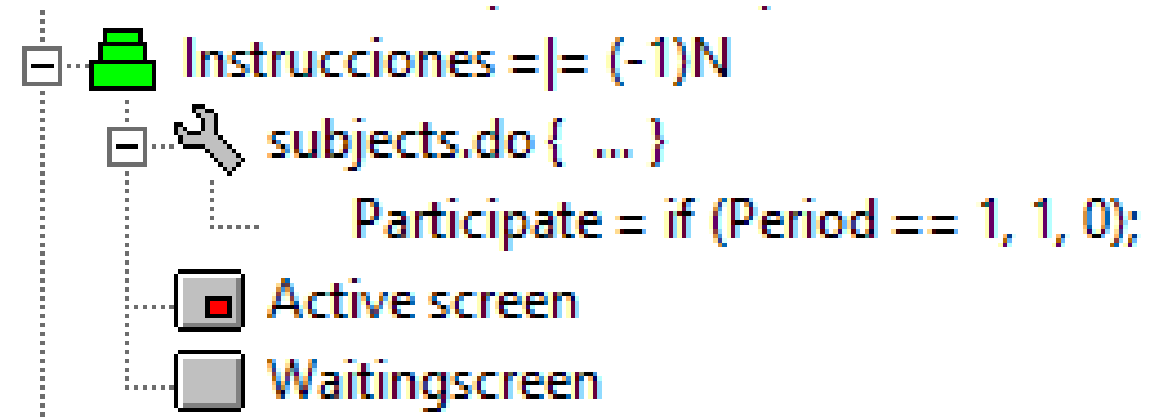 Instrucciones =|= (-1)N
subjects.do { ... }
Participate = if (Period == 1, 1, 0);
Active screen
Waitingscreen